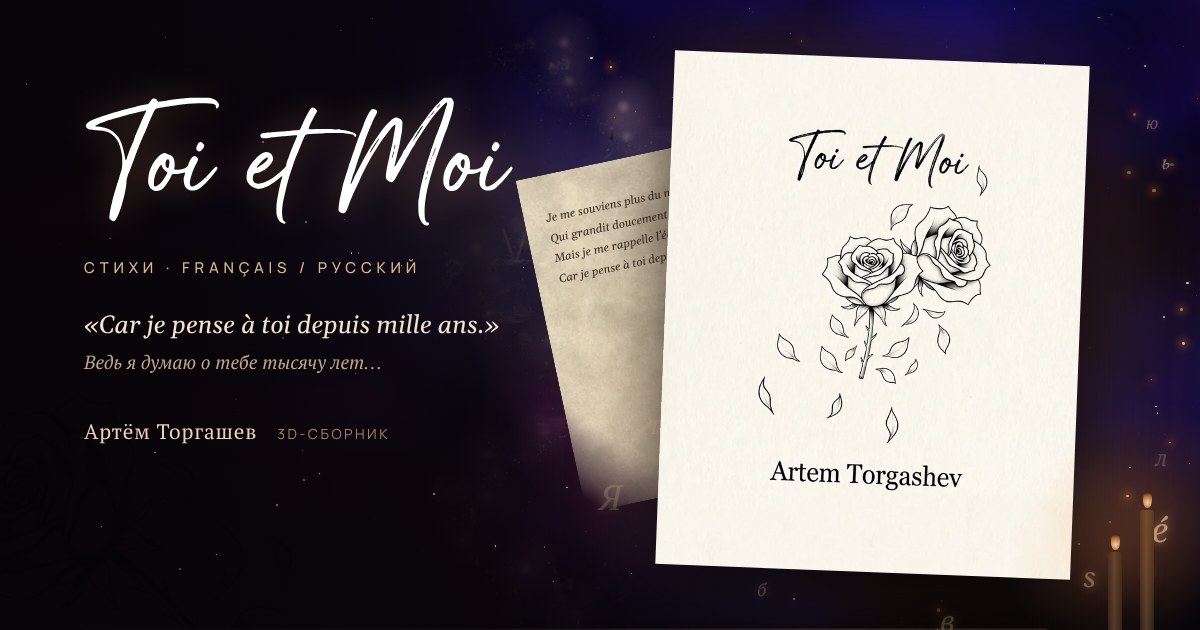 Toi et Moi
СТИХИ · FRANÇAIS / РУССКИЙ
«Car je pense à toi depuis mille ans.»
Ведь я думаю о тебе тысячу лет...
Артём Торгашев 3D-СБОРНИК
Je me souviens plus du
Qui grandit doucement
Mais je me rappelle
Car je pense à toi
Toi et Moi
Artem Torgashev
ю
ь
л
é
s
Я
б
в